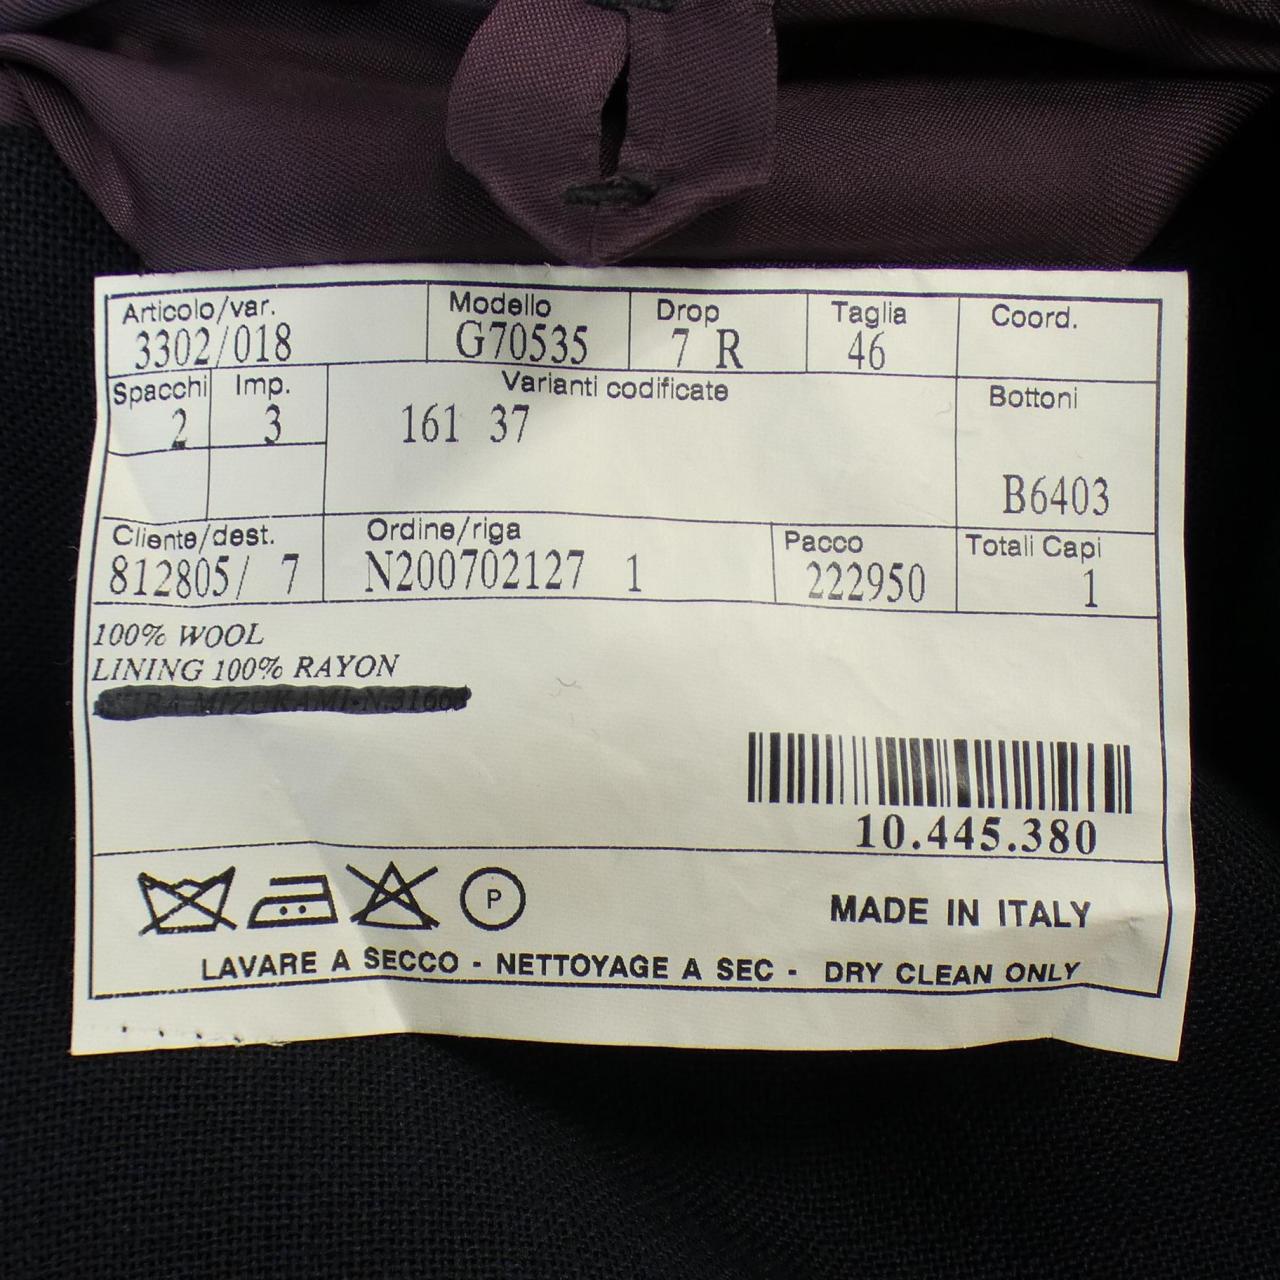 Articolo/var. Modello Drop Taglia Coord.
3302/018 G70535 7 R 46
Spacchi Imp. Varianti codificate Bottoni
2 3 161 37
B6403
Cliente/dest. Ordine/riga Pacco Totali Capi
812805/ 7 N200702127 1 222950 1
100% WOOL
LINING 100% RAYON
10.445.380
P
MADE IN ITALY
LAVARE A SECCO - NETTOYAGE A SEC - DRY CLEAN ONLY